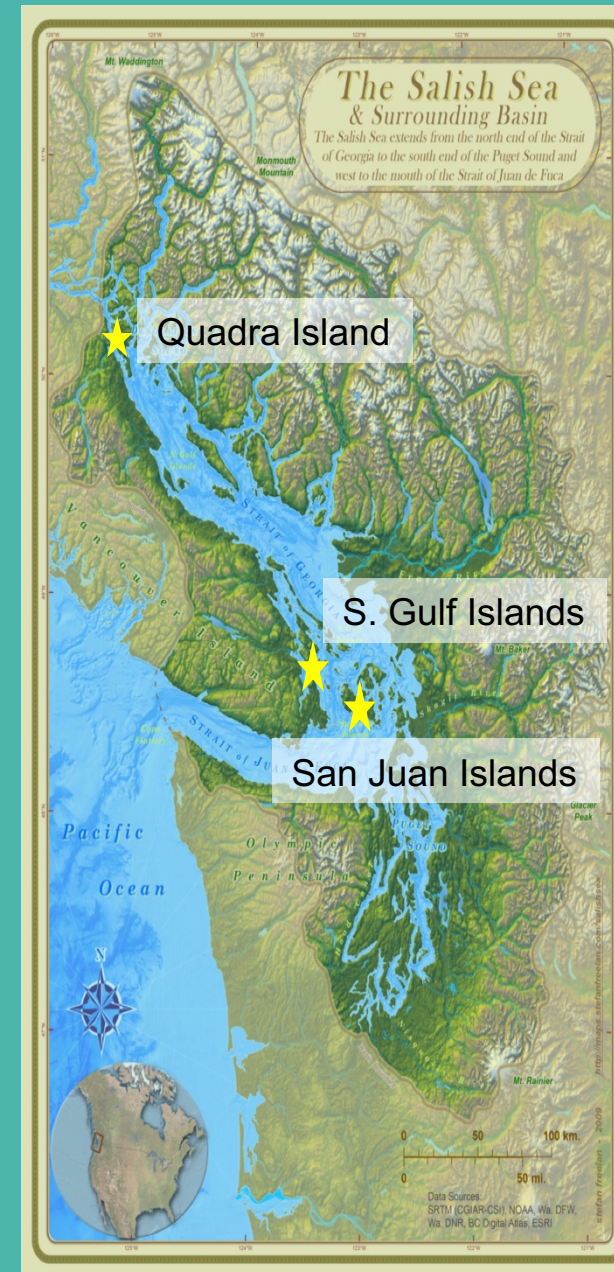 The Salish Sea
& Surrounding Basin
The Salish Sea extends from the north end of the Strait
of Georgia to the south end of the Puget Sound and
west to the mouth of the Strait of Juan de Fuca
Mt. Waddington
Monmouth
Mountain
Quadra Island
STRAIT of GEORGIA
Vancouver Island
S. Gulf Islands
Mt. Baker
STRAIT of JUAN
San Juan Islands
Glacier
Peak
PUGET
SOUND
Pacific
Ocean
Olympic
Peninsula
N
Mt. Rainier
0 50 100 km.
0 50 mi.
Data Sources:
SRTM (CGIAR-CSI), NOAA, Wa. DFW,
Wa. DNR, BC Digital Atlas, ESRI
stefan freelan - 2009